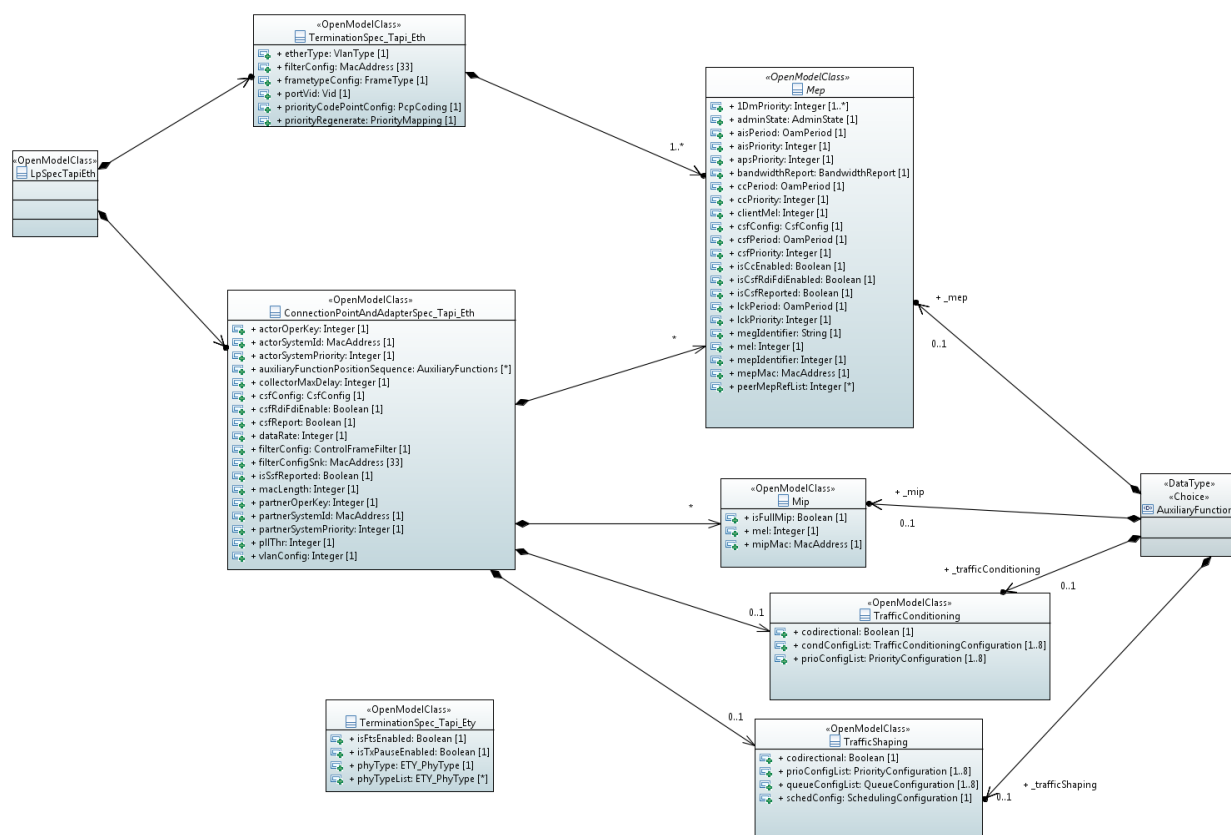 «OpenModelClass»
TerminationSpec_Tapi_Eth
+ etherType: VlanType [1]
+ filterConfig: MacAddress [33]
+ frametypeConfig: FrameType [1]
+ portVid: Vid [1]
+ priorityCodePointConfig: PcpCoding [1]
+ priorityRegenerate: PriorityMapping [1]
«OpenModelClass»
LpSpecTapiEth
1..*
«OpenModelClass»
Mep
+ 1DmPriority: Integer [1..*]
+ adminState: AdminState [1]
+ aisPeriod: OamPeriod [1]
+ aisPriority: Integer [1]
+ apsPriority: Integer [1]
+ bandwidthReport: BandwidthReport [1]
+ ccPeriod: OamPeriod [1]
+ ccPriority: Integer [1]
+ clientMel: Integer [1]
+ csfConfig: CsfConfig [1]
+ csfPeriod: OamPeriod [1]
+ csfPriority: Integer [1]
+ isCcEnabled: Boolean [1]
+ isCsfRdiFdiEnabled: Boolean [1]
+ isCsfReported: Boolean [1]
+ lckPeriod: OamPeriod [1]
+ lckPriority: Integer [1]
+ megIdentifier: String [1]
+ mel: Integer [1]
+ mepIdentifier: Integer [1]
+ mepMac: MacAddress [1]
+ peerMepRefList: Integer [*]
+ _mep
0..1
«OpenModelClass»
ConnectionPointAndAdapterSpec_Tapi_Eth
+ actorOperKey: Integer [1]
+ actorSystemId: MacAddress [1]
+ actorSystemPriority: Integer [1]
+ auxiliaryFunctionPositionSequence: AuxiliaryFunctions [*]
+ collectorMaxDelay: Integer [1]
+ csfConfig: CsfConfig [1]
+ csfRdiFdiEnable: Boolean [1]
+ csfReport: Boolean [1]
+ dataRate: Integer [1]
+ filterConfig: ControlFrameFilter [1]
+ filterConfigSnk: MacAddress [33]
+ isSsfReported: Boolean [1]
+ macLength: Integer [1]
+ partnerOperKey: Integer [1]
+ partnerSystemId: MacAddress [1]
+ partnerSystemPriority: Integer [1]
+ pllThr: Integer [1]
+ vlanConfig: Integer [1]
*
*
«OpenModelClass»
Mip
+ isFullMip: Boolean [1]
+ mel: Integer [1]
+ mipMac: MacAddress [1]
+ _mip
0..1
«DataType»
«Choice»
AuxiliaryFunction
+ _trafficConditioning
0..1
0..1
«OpenModelClass»
TrafficConditioning
+ codirectional: Boolean [1]
+ condConfigList: TrafficConditioningConfiguration [1..8]
+ prioConfigList: PriorityConfiguration [1..8]
«OpenModelClass»
TerminationSpec_Tapi_Ety
+ isFtsEnabled: Boolean [1]
+ isTxPauseEnabled: Boolean [1]
+ phyType: ETY_PhyType [1]
+ phyTypeList: ETY_PhyType [*]
0..1
«OpenModelClass»
TrafficShaping
+ codirectional: Boolean [1]
+ prioConfigList: PriorityConfiguration [1..8]
+ queueConfigList: QueueConfiguration [1..8]
+ schedConfig: SchedulingConfiguration [1]
0..1
+ _trafficShaping